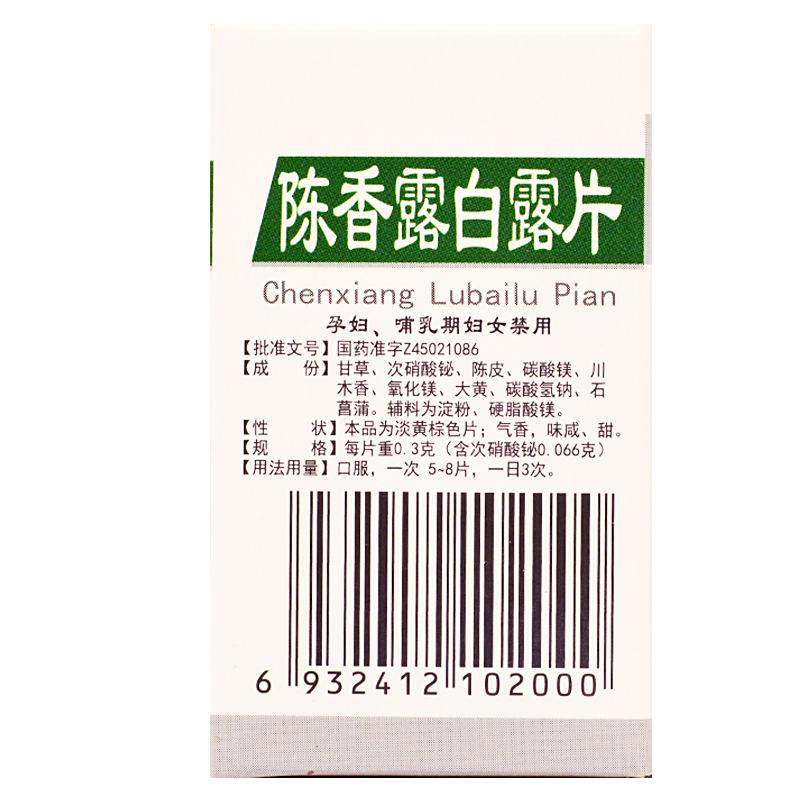 陈香露白露片
Chenxiang Lubailu Pian
孕妇、哺乳期妇女禁用
【批准文号】国药准字Z45021086
【成 份】甘草、次硝酸铋、陈皮、碳酸镁、川
木香、氧化镁、大黄、碳酸氢钠、石
菖蒲。辅料为淀粉、硬脂酸镁。
【性 状】本品为淡黄棕色片；气香，味咸、甜。
【规 格】每片重0.3克（含次硝酸铋0.066克）
【用法用量】口服，一次 5~8片，一日3次。
6 932412 102000